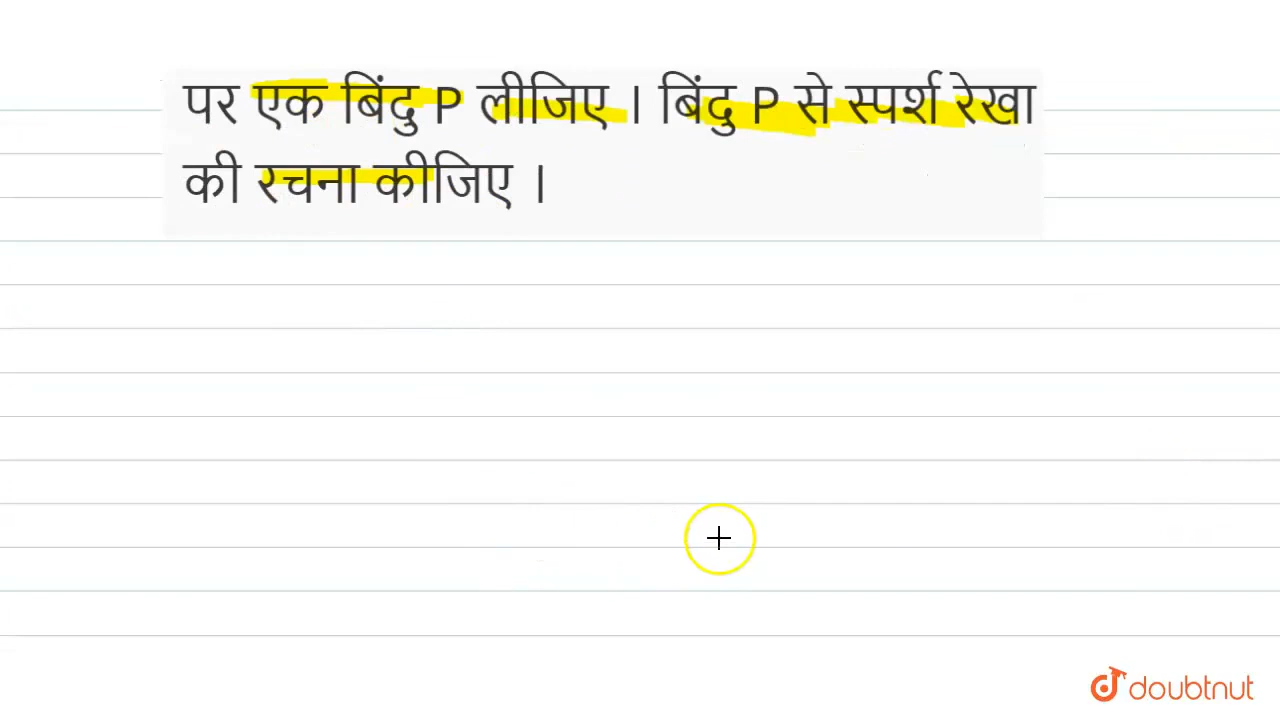 पर एक बिंदु P लीजिए । बिंदु P से स्पर्श रेखा
की रचना कीजिए ।
doubtnut